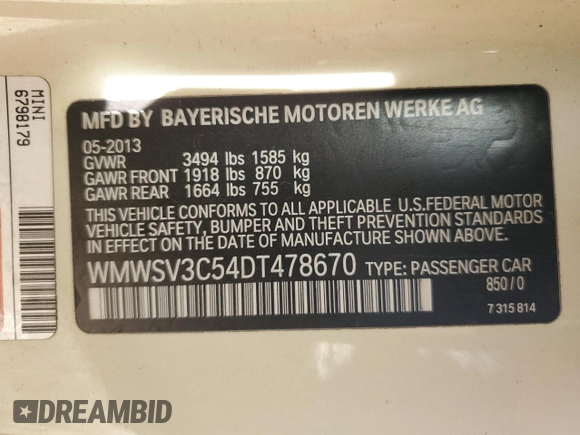 MINI
6798179
MFD BY BAYERISCHE MOTOREN WERKE AG
05-2013
GVWR 3494 lbs 1585 kg
GAWR FRONT 1918 lbs 870 kg
GAWR REAR 1664 lbs 755 kg
THIS VEHICLE CONFORMS TO ALL APPLICABLE U.S. FEDERAL MOTOR
VEHICLE SAFETY, BUMPER AND THEFT PREVENTION STANDARDS
IN EFFECT ON THE DATE OF MANUFACTURE SHOWN ABOVE.
WMWSV3C54DT478670 TYPE: PASSENGER CAR
850/0
7 315 814
DREAMBID